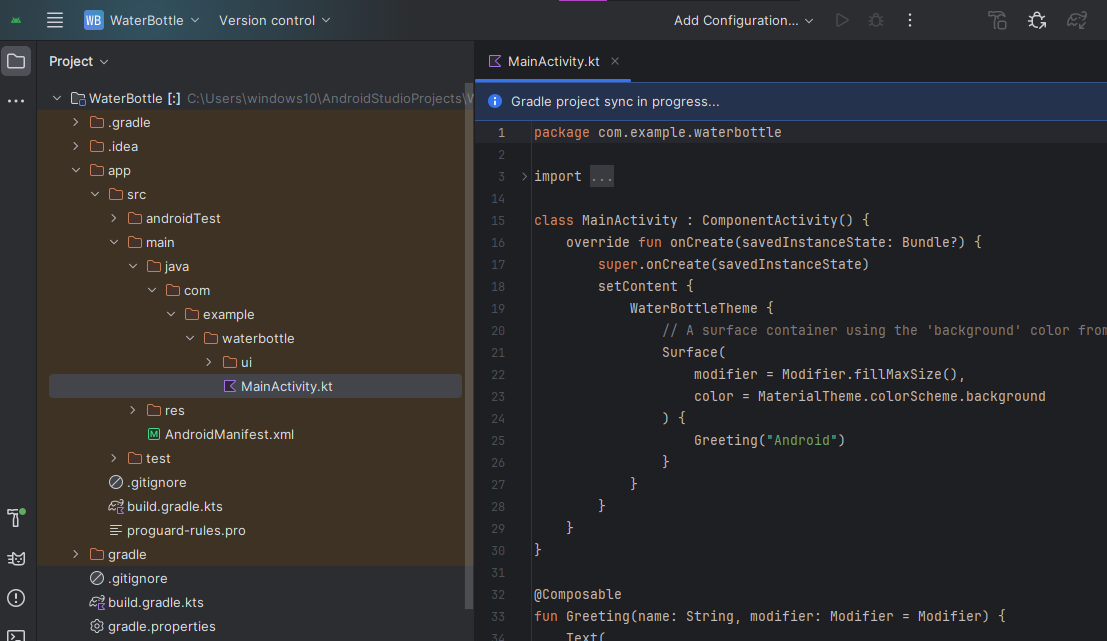 WB WaterBottle Version control Add Configuration...
Project
MainActivity.kt
WaterBottle [:] C:\Users\windows10\AndroidStudioProjects\
.gradle
.idea
app
src
androidTest
main
java
com
example
waterbottle
ui
MainActivity.kt
res
M AndroidManifest.xml
test
.gitignore
build.gradle.kts
proguard-rules.pro
gradle
.gitignore
build.gradle.kts
gradle.properties
Gradle project sync in progress...
1 package com.example.waterbottle
2
3 import ...
14
15 class MainActivity : ComponentActivity() {
16 override fun onCreate(savedInstanceState: Bundle?) {
17 super.onCreate(savedInstanceState)
18 setContent {
19 WaterBottleTheme {
20 // A surface container using the 'background' color from
21 Surface(
22 modifier = Modifier.fillMaxSize(),
23 color = MaterialTheme.colorScheme.background
24 ) {
25 Greeting("Android")
26 }
27 }
28 }
29 }
30 }
31
32 @Composable
33 fun Greeting(name: String, modifier: Modifier = Modifier) {
34 Text(